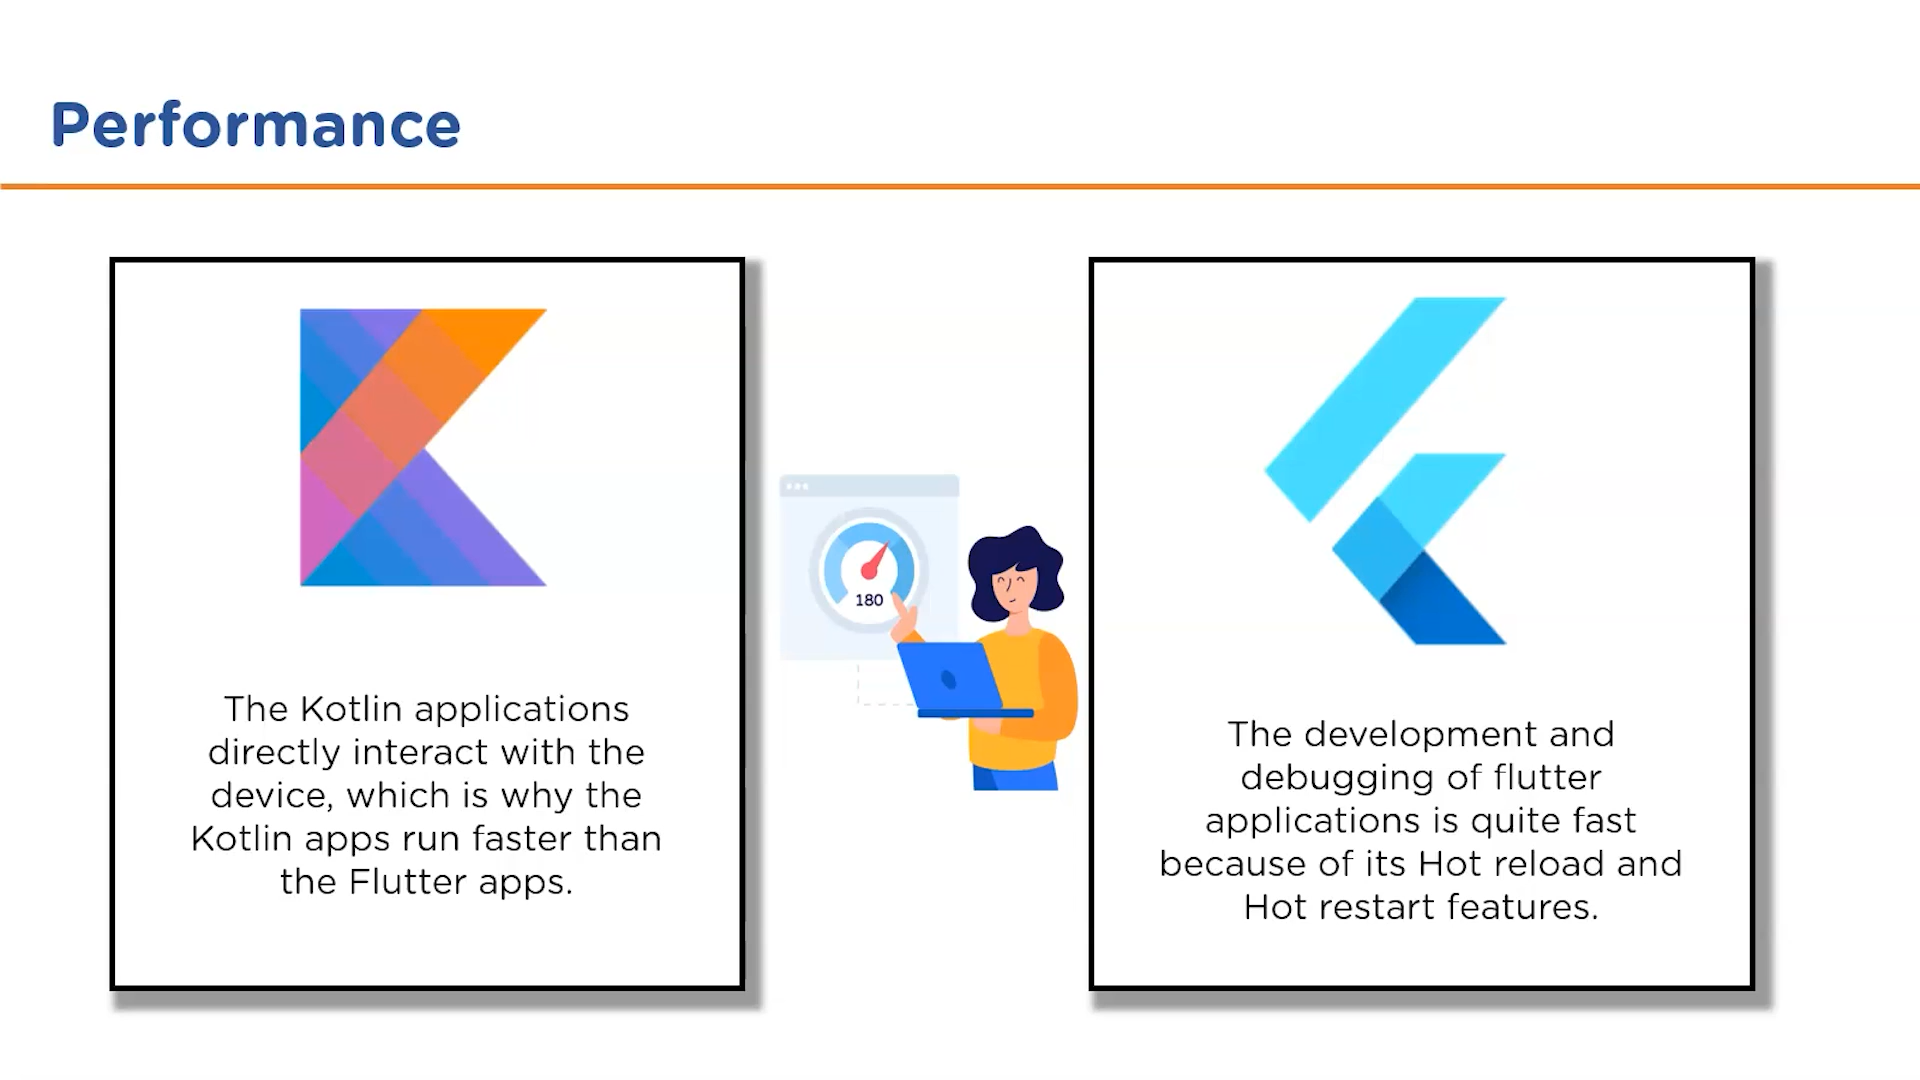 Performance
The Kotlin applications
directly interact with the
device, which is why the
Kotlin apps run faster than
the Flutter apps.
180
The development and
debugging of flutter
applications is quite fast
because of its Hot reload and
Hot restart features.